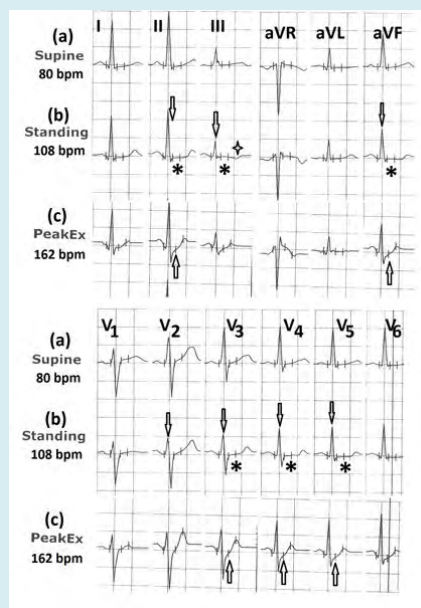 I II III aVR aVL aVF
(a)
Supine
80 bpm
(b)
Standing
108 bpm
* * *
(c)
PeakEx
162 bpm
V1 V2 V3 V4 V5 V6
(a)
Supine
80 bpm
(b)
Standing
108 bpm
* * *
(c)
PeakEx
162 bpm